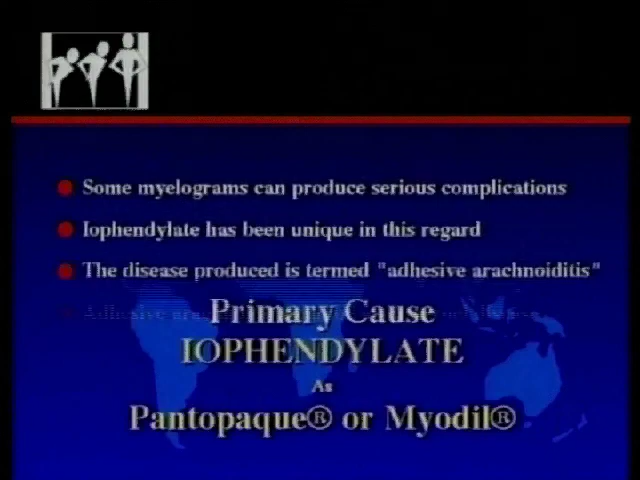 Some myelograms can produce serious complications
Iophendylate has been unique in this regard
The disease produced is termed "adhesive arachnoiditis"
Adhesive
Primary Cause
IOPHENDYLATE
As
Pantopaque® or Myodil®